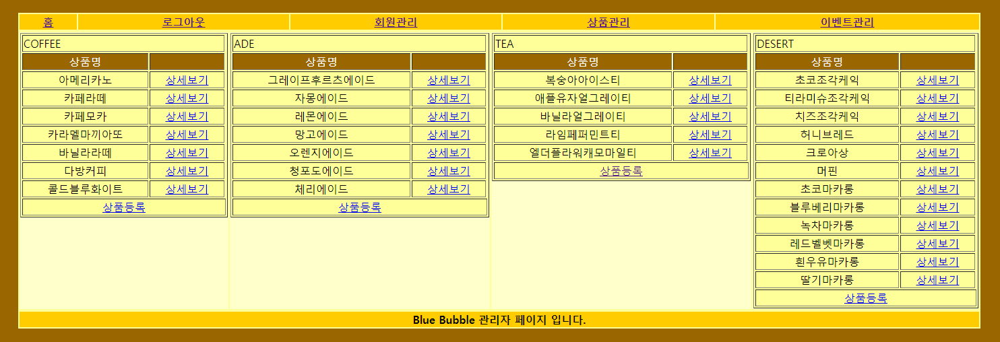 홈 로그아웃 회원관리 상품관리 이벤트관리
COFFEE
상품명
아메리카노 상세보기
카페라떼 상세보기
카페모카 상세보기
카라멜마끼아또 상세보기
바닐라라떼 상세보기
다방커피 상세보기
콜드블루화이트 상세보기
상품등록
ADE
상품명
그레이프후르츠에이드 상세보기
자몽에이드 상세보기
레몬에이드 상세보기
망고에이드 상세보기
오렌지에이드 상세보기
청포도에이드 상세보기
체리에이드 상세보기
상품등록
TEA
상품명
복숭아아이스티 상세보기
애플유자얼그레이티 상세보기
바닐라얼그레이티 상세보기
라임페퍼민트티 상세보기
엘더플라워캐모마일티 상세보기
상품등록
DESERT
상품명
초코조각케익 상세보기
티라미슈조각케익 상세보기
치즈조각케익 상세보기
허니브레드 상세보기
크로아상 상세보기
머핀 상세보기
초코마카롱 상세보기
블루베리마카롱 상세보기
녹차마카롱 상세보기
레드벨벳마카롱 상세보기
흰우유마카롱 상세보기
딸기마카롱 상세보기
상품등록
Blue Bubble 관리자 페이지 입니다.